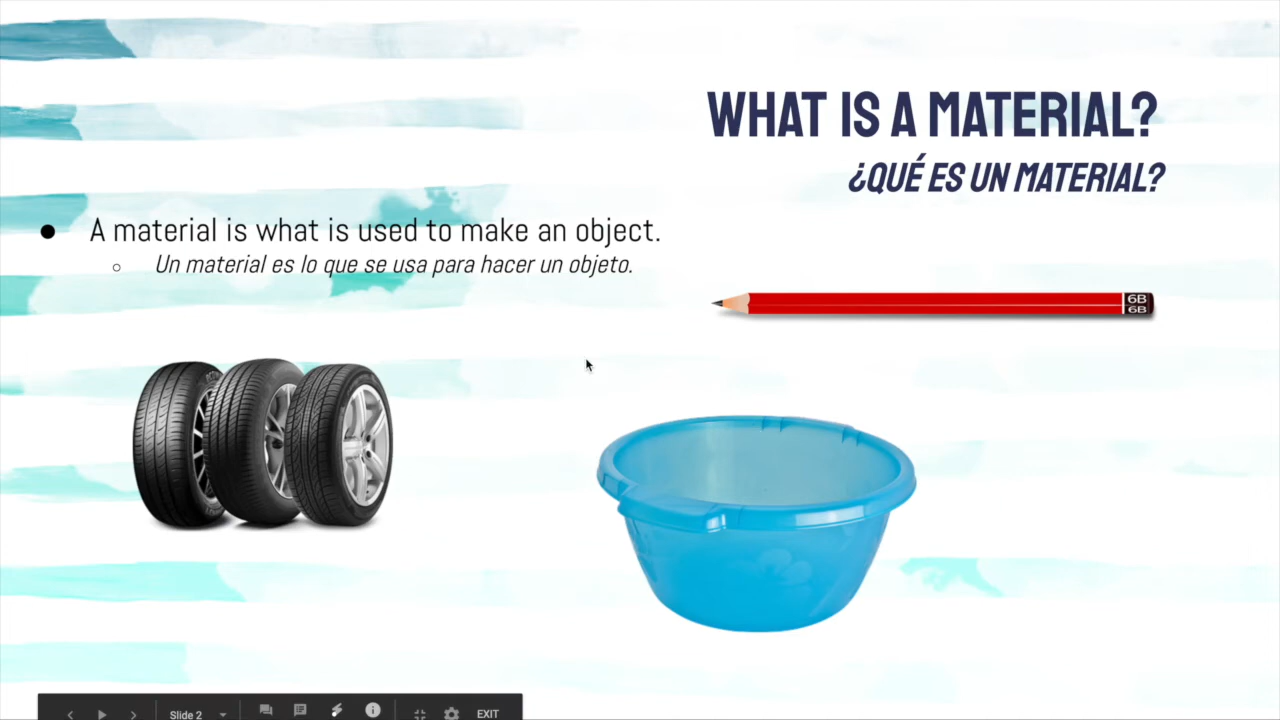 WHAT IS A MATERIAL?
¿QUÉ ES UN MATERIAL?
● A material is what is used to make an object.
○ Un material es lo que se usa para hacer un objeto.
6B
6B
Slide 2
EXIT